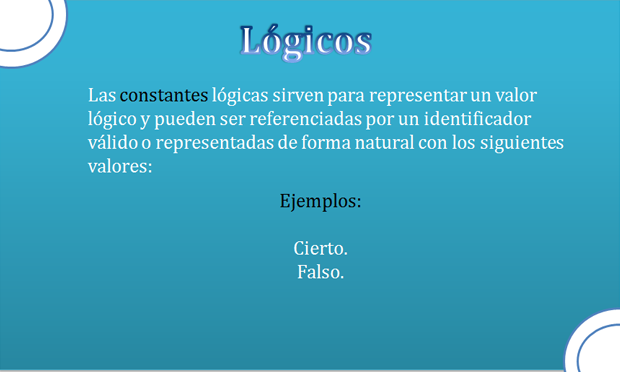 Lógicos
Las constantes lógicas sirven para representar un valor
lógico y pueden ser referenciadas por un identificador
válido o representadas de forma natural con los siguientes
valores:
Ejemplos:
Cierto.
Falso.